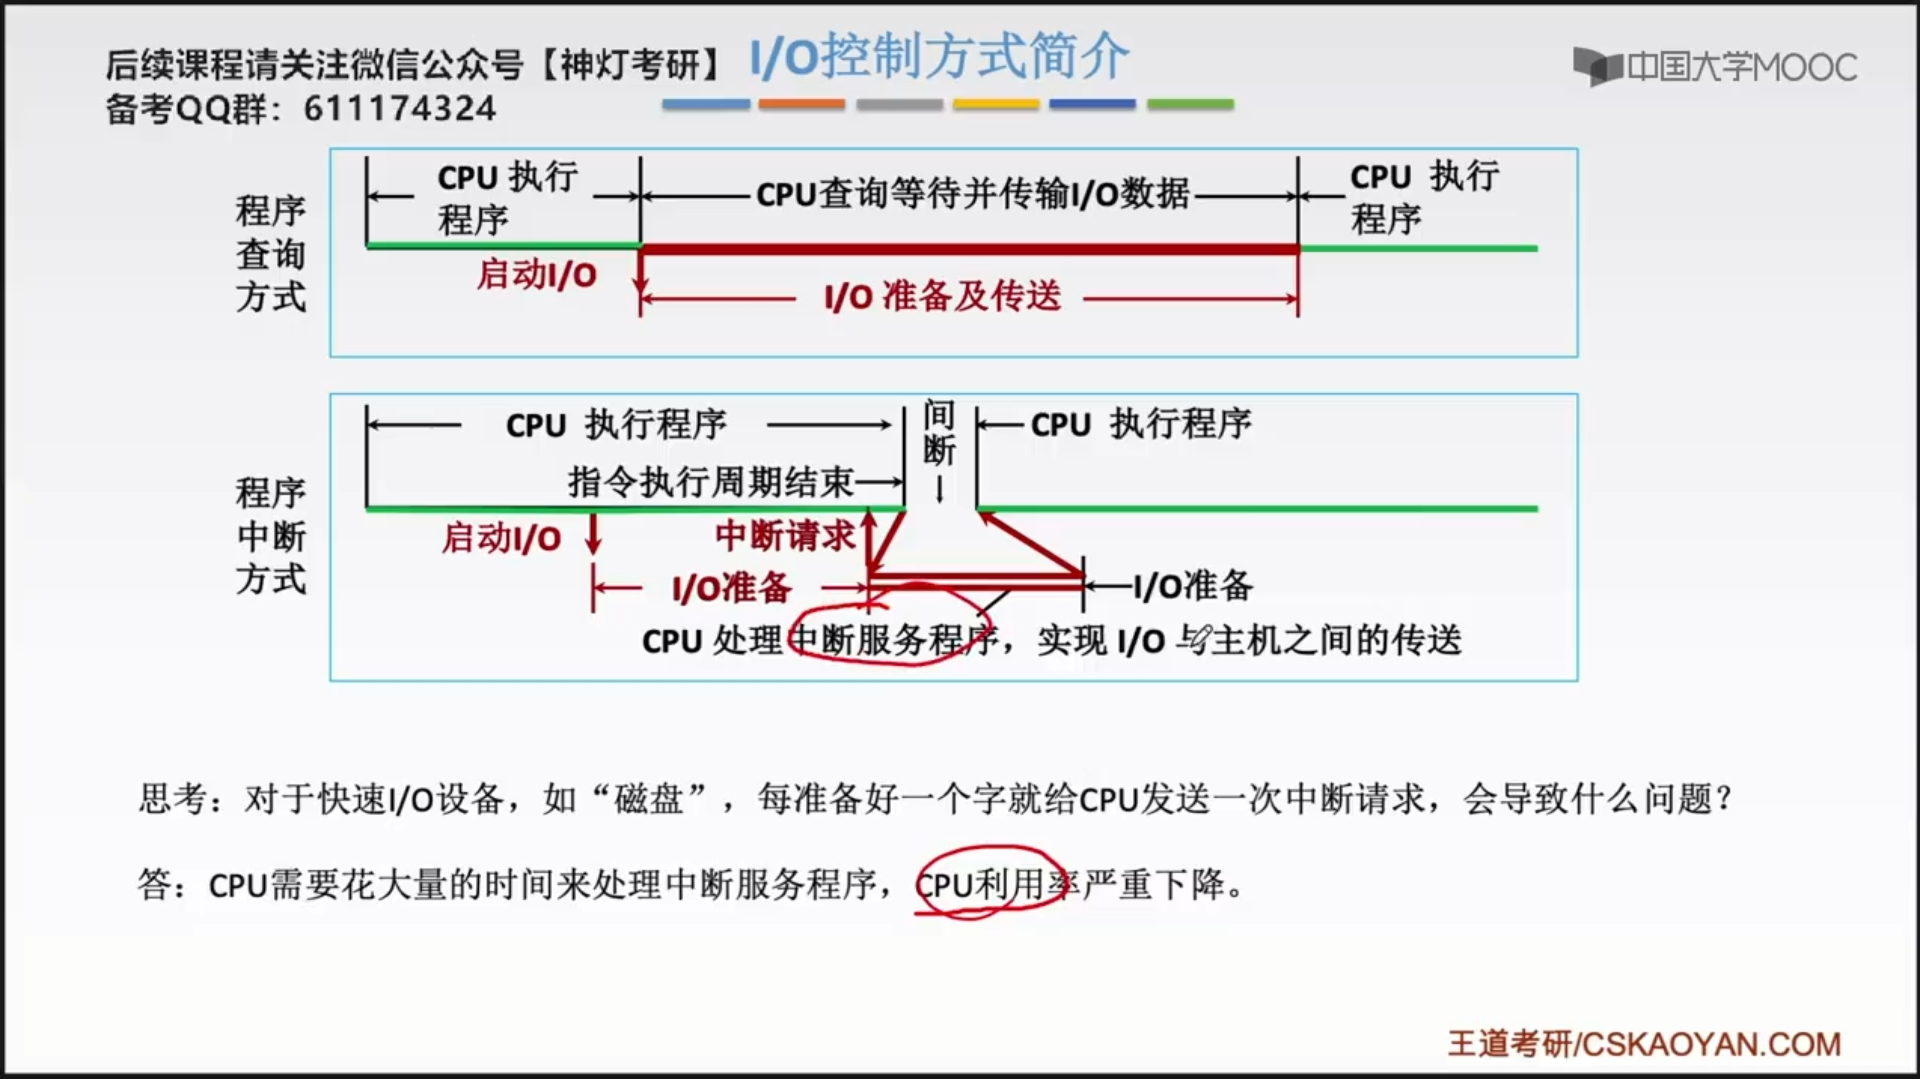 后续课程请关注微信公众号【神灯考研】
备考QQ群：611174324
I/O控制方式简介
中国大学MOOC
程序
查询
方式
CPU 执行
程序
CPU查询等待并传输I/O数据
CPU 执行
程序
启动I/O
I/O 准备及传送
程序
中断
方式
CPU 执行程序
间
断
CPU 执行程序
指令执行周期结束
启动I/O
中断请求
I/O准备
I/O准备
CPU 处理中断服务程序，实现 I/O 与主机之间的传送
思考：对于快速I/O设备，如“磁盘”，每准备好一个字就给CPU发送一次中断请求，会导致什么问题？
答：CPU需要花大量的时间来处理中断服务程序，CPU利用率严重下降。
王道考研/CSKAOYAN.COM